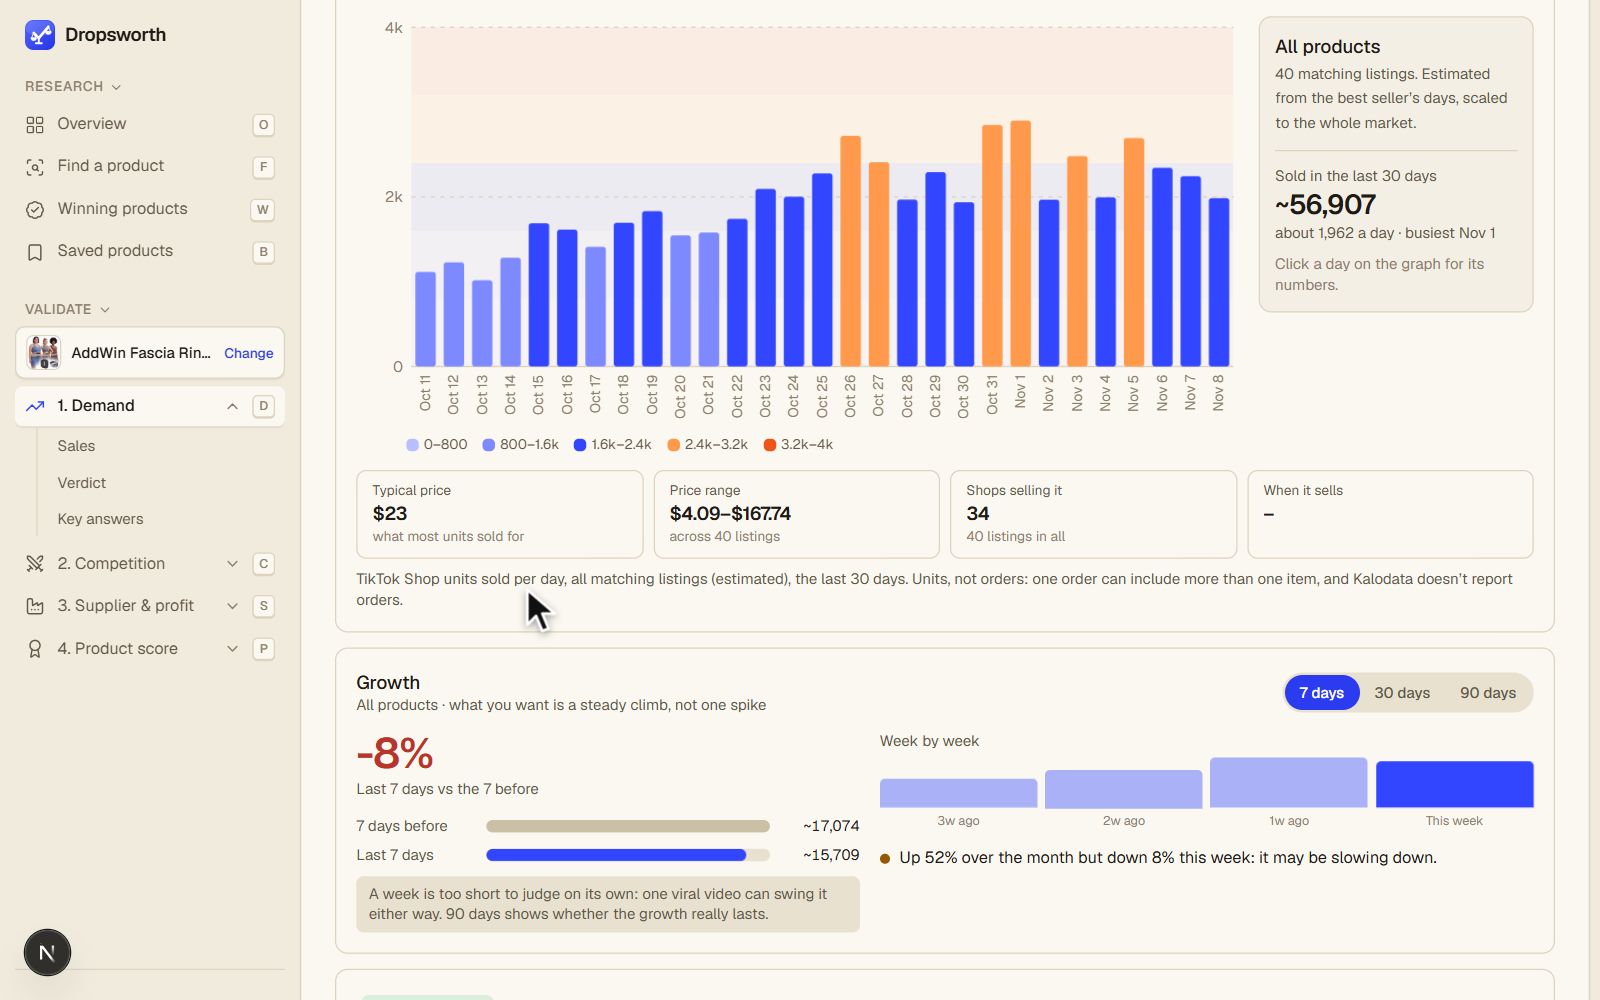 Dropsworth
RESEARCH
Overview O
Find a product F
Winning products W
Saved products B
VALIDATE
AddWin Fascia Rin... Change
1. Demand D
Sales
Verdict
Key answers
2. Competition C
3. Supplier & profit S
4. Product score P
N
4k
2k
0
Oct 11
Oct 12
Oct 13
Oct 14
Oct 15
Oct 16
Oct 17
Oct 18
Oct 19
Oct 20
Oct 21
Oct 22
Oct 23
Oct 24
Oct 25
Oct 26
Oct 27
Oct 28
Oct 29
Oct 30
Oct 31
Nov 1
Nov 2
Nov 3
Nov 4
Nov 5
Nov 6
Nov 7
Nov 8
0–800 800–1.6k 1.6k–2.4k 2.4k–3.2k 3.2k–4k
All products
40 matching listings. Estimated
from the best seller's days, scaled
to the whole market.
Sold in the last 30 days
~56,907
about 1,962 a day · busiest Nov 1
Click a day on the graph for its
numbers.
Typical price
$23
what most units sold for
Price range
$4.09–$167.74
across 40 listings
Shops selling it
34
40 listings in all
When it sells
–
TikTok Shop units sold per day, all matching listings (estimated), the last 30 days. Units, not orders: one order can include more than one item, and Kalodata doesn't report
orders.
Growth
All products · what you want is a steady climb, not one spike
7 days 30 days 90 days
-8%
Last 7 days vs the 7 before
7 days before ~17,074
Last 7 days ~15,709
A week is too short to judge on its own: one viral video can swing it
either way. 90 days shows whether the growth really lasts.
Week by week
3w ago 2w ago 1w ago This week
Up 52% over the month but down 8% this week: it may be slowing down.